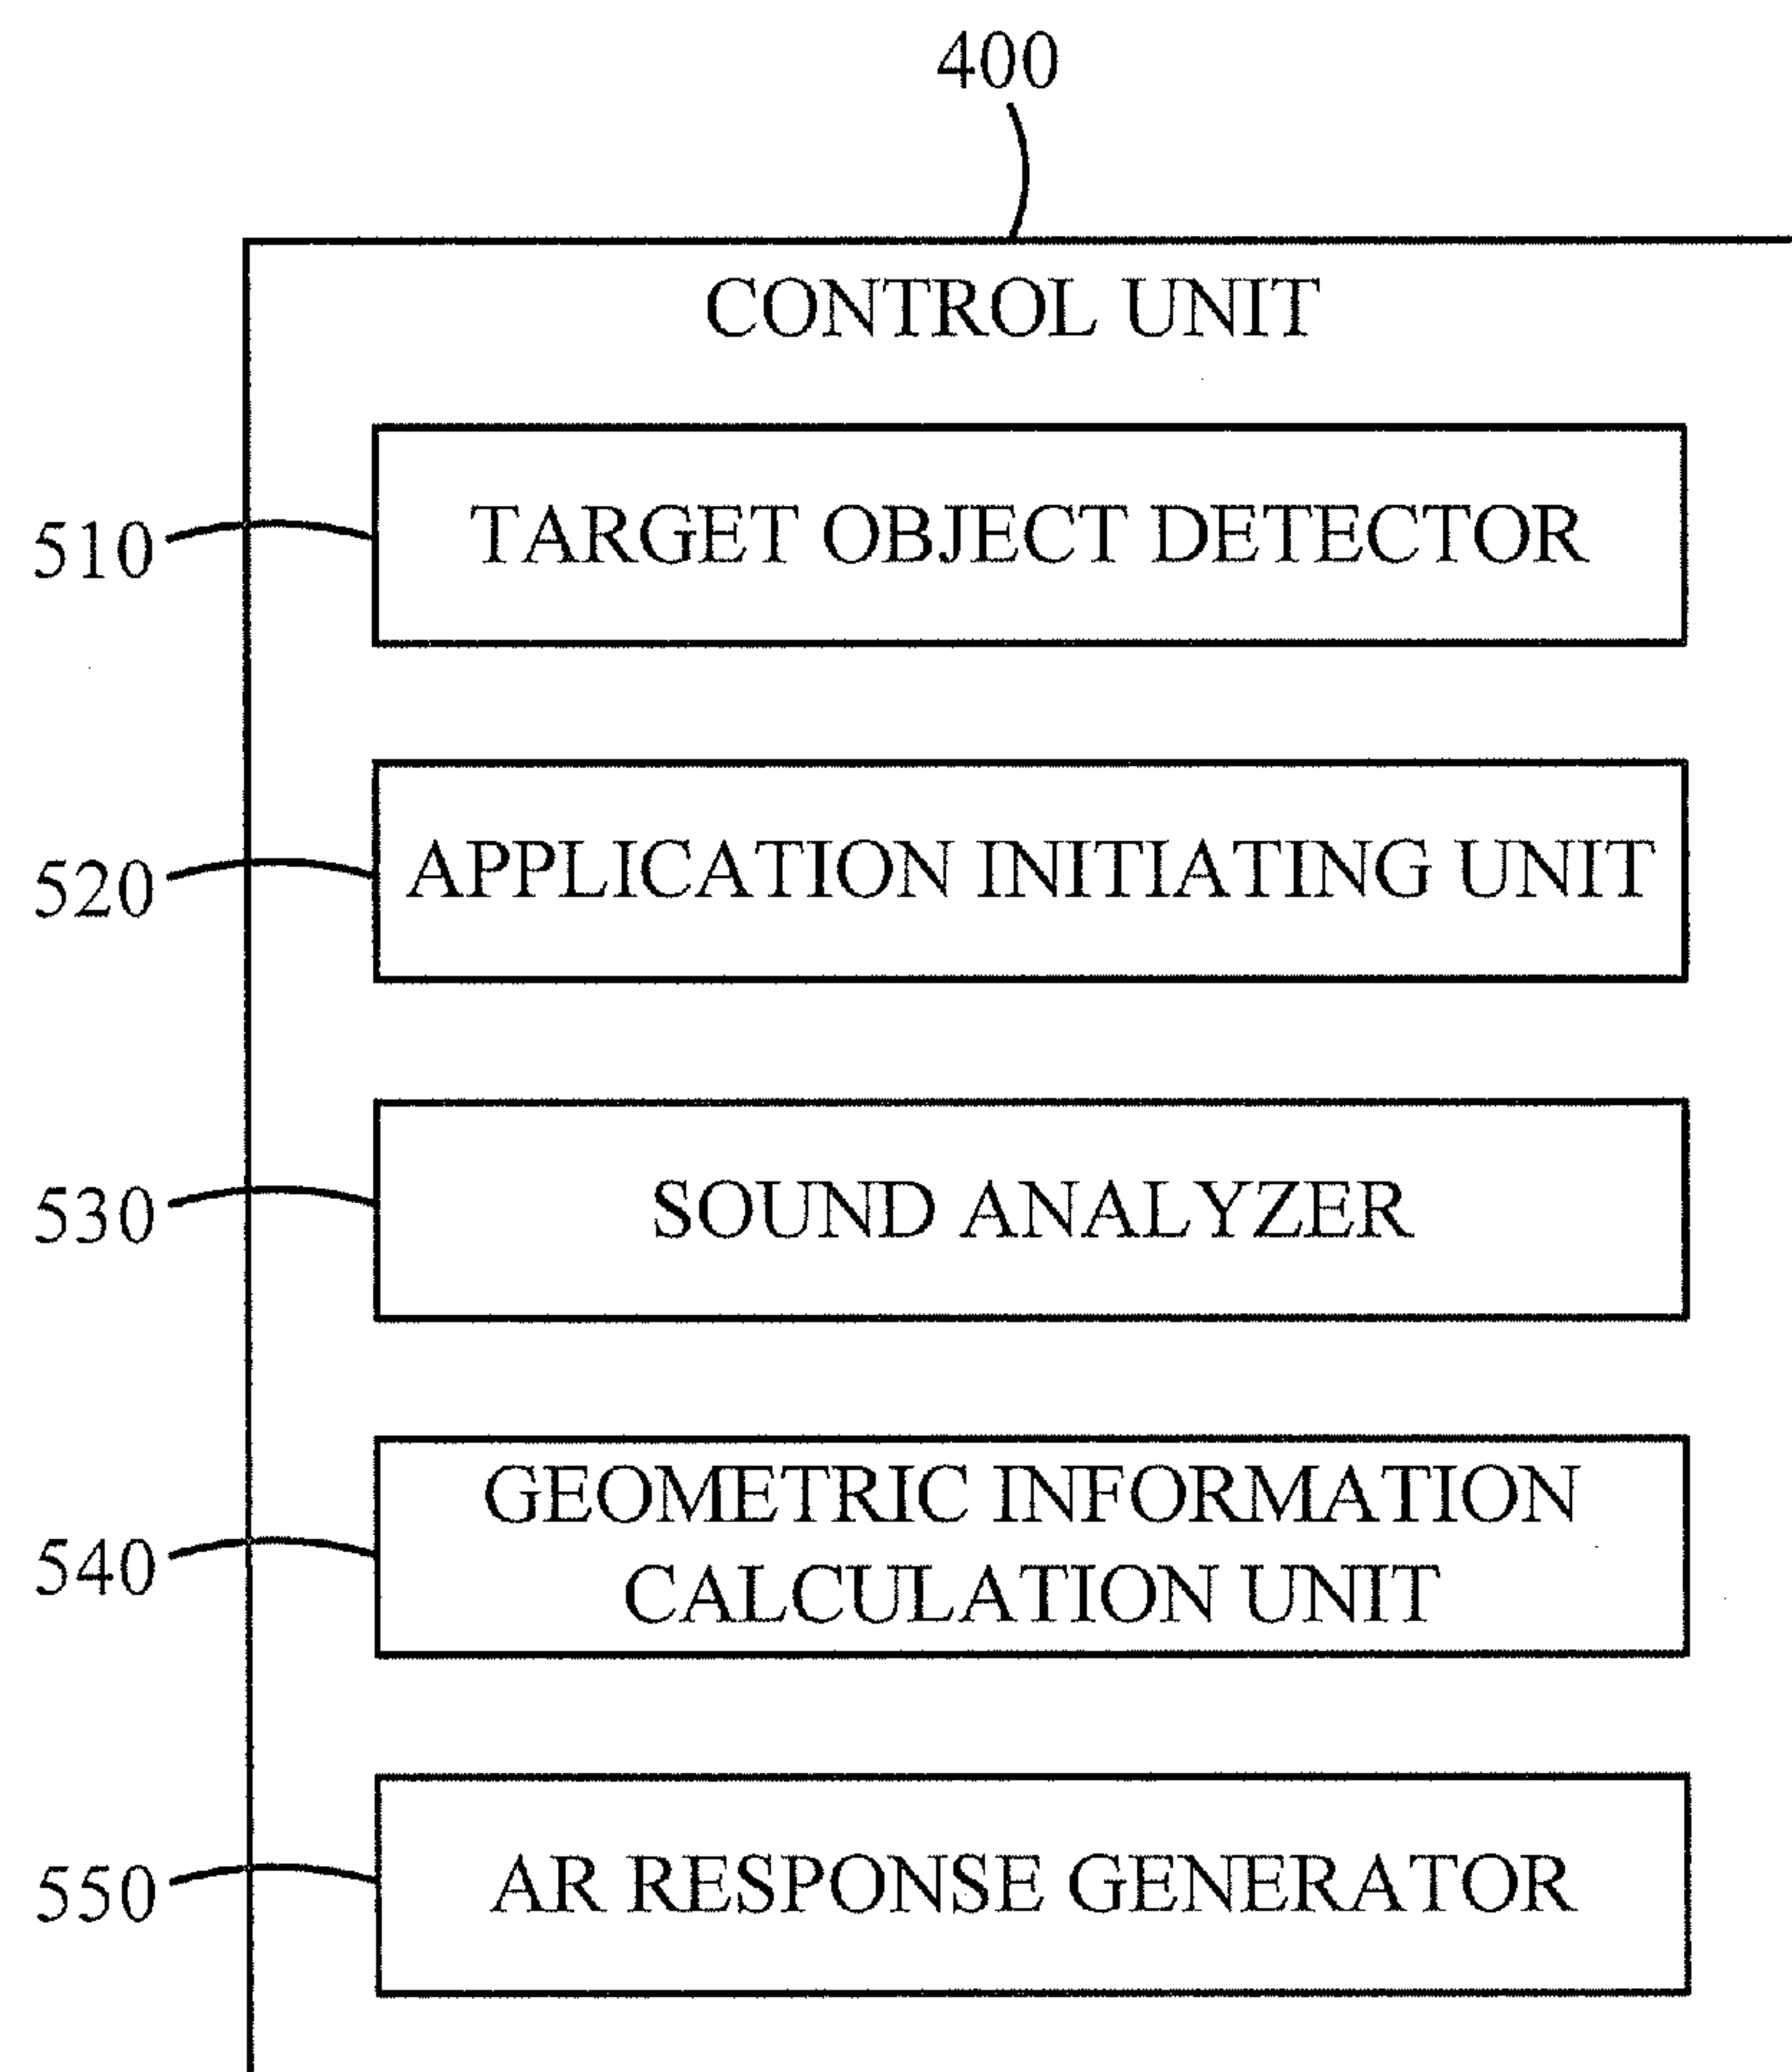 400
CONTROL UNIT
510
TARGET OBJECT DETECTOR
520
APPLICATION INITIATING UNIT
530
SOUND ANALYZER
540
GEOMETRIC INFORMATION
CALCULATION UNIT
550
AR RESPONSE GENERATOR